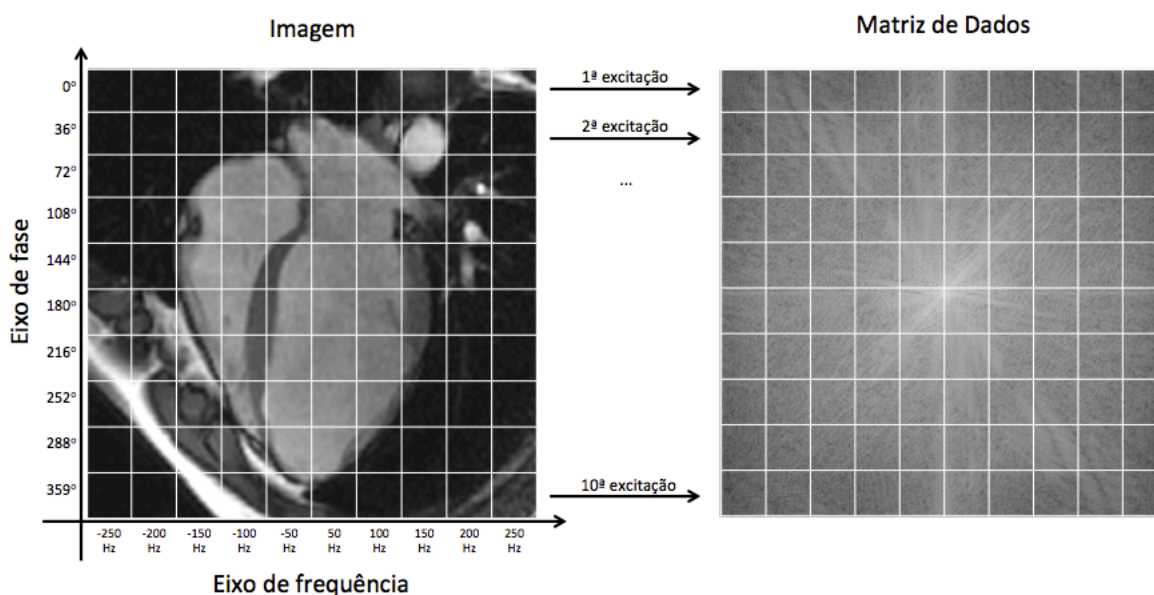 Imagem
Matriz de Dados
Eixo de fase
0º
36º
72º
108º
144º
180º
216º
252º
288º
359º
1ª excitação
2ª excitação
...
10ª excitação
-250 Hz
-200 Hz
-150 Hz
-100 Hz
-50 Hz
50 Hz
100 Hz
150 Hz
200 Hz
250 Hz
Eixo de frequência